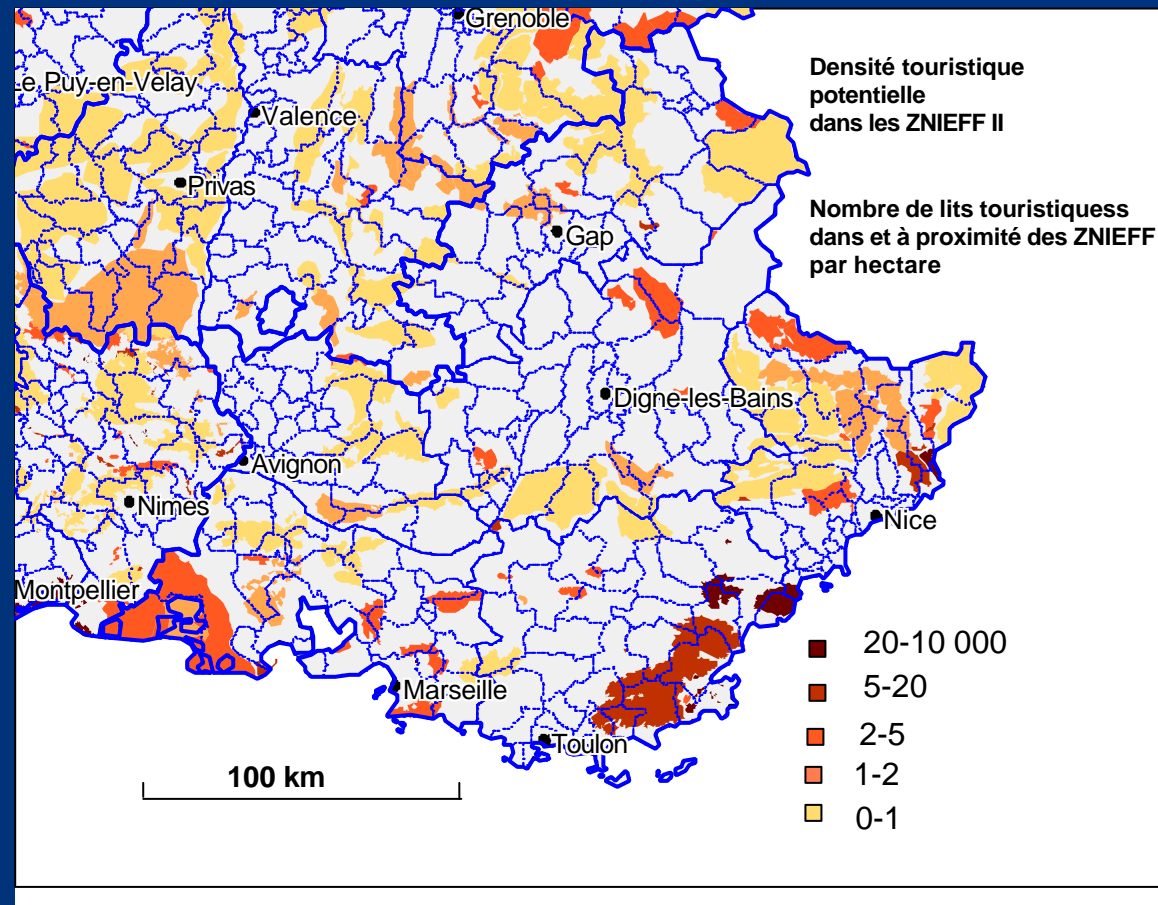 Grenoble
Le Puy-en-Velay
Valence
Privas
Gap
Digne-les-Bains
Avignon
Nimes
Nice
Montpellier
Marseille
Toulon
100 km
Densité touristique
potentielle
dans les ZNIEFF II
Nombre de lits touristiquess
dans et à proximité des ZNIEFF
par hectare
20-10 000
5-20
2-5
1-2
0-1